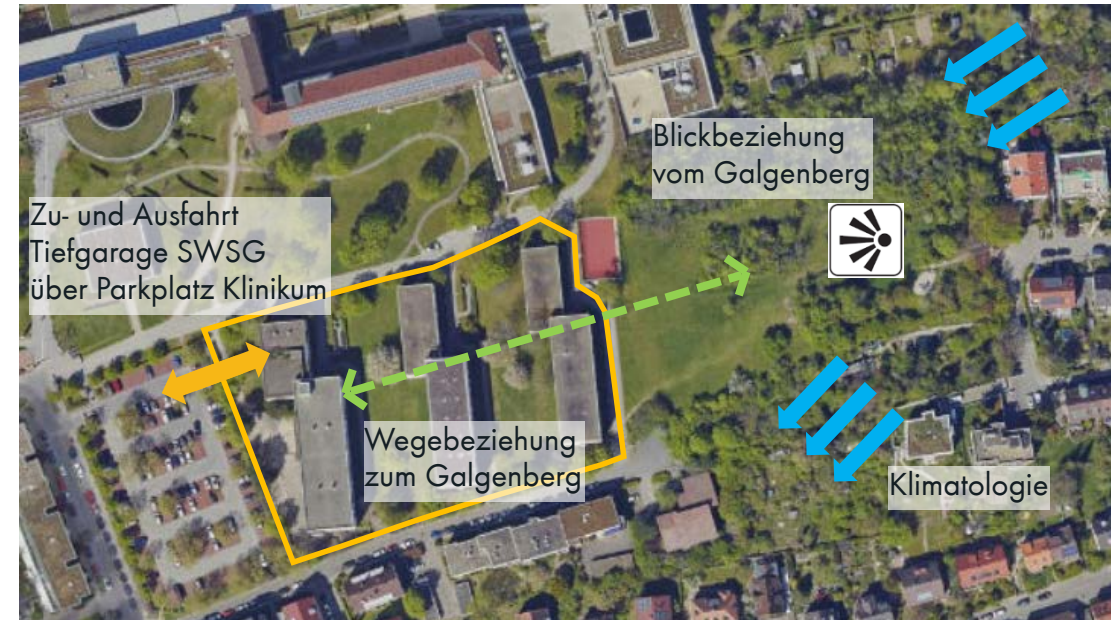 Blickbeziehung
vom Galgenberg
Zu- und Ausfahrt
Tiefgarage SWSG
über Parkplatz Klinikum
Wegebeziehung
zum Galgenberg
Klimatologie